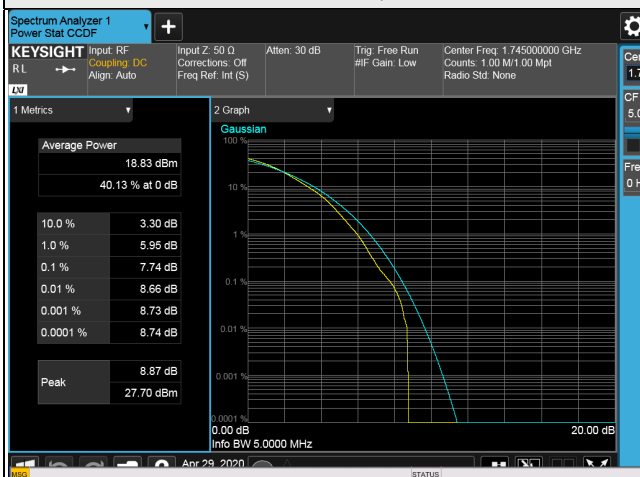 Spectrum Analyzer 1
Power Stat CCDF
KEYSIGHT
RL
LXI
Input: RF
Coupling: DC
Align: Auto
Input Z: 50 Ω
Corrections: Off
Freq Ref: Int (S)
Atten: 30 dB
Trig: Free Run
#IF Gain: Low
Center Freq: 1.745000000 GHz
Counts: 1.00 M/1.00 Mpt
Radio Std: None
1 Metrics
Average Power
18.83 dBm
40.13 % at 0 dB
10.0 % 3.30 dB
1.0 % 5.95 dB
0.1 % 7.74 dB
0.01 % 8.66 dB
0.001 % 8.73 dB
0.0001 % 8.74 dB
Peak
8.87 dB
27.70 dBm
2 Graph
Gaussian
100 %
10 %
1 %
0.1 %
0.01 %
0.001 %
0.0001 %
0.00 dB 20.00 dB
Info BW 5.0000 MHz
CF
0 H
Apr 29, 2020
MSG
STATUS